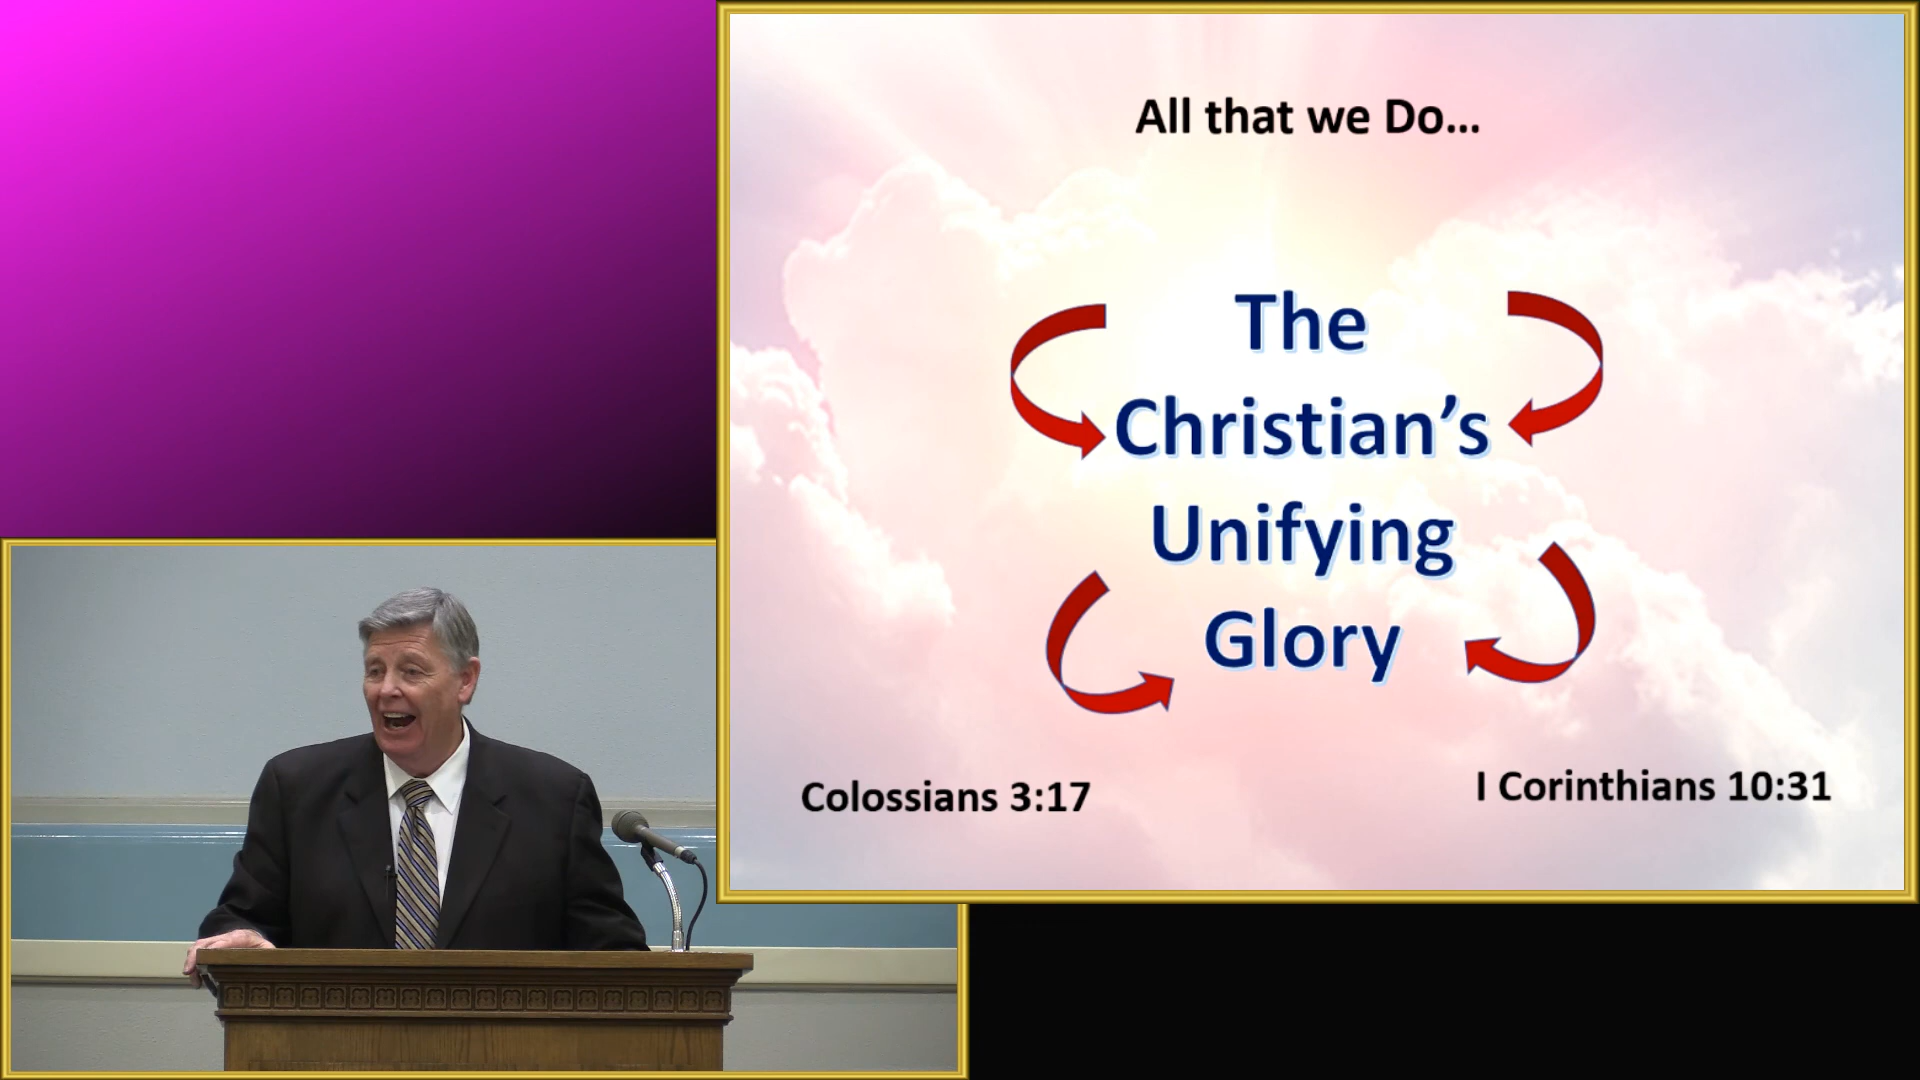 All that we Do...
The
Christian’s
Unifying
Glory
Colossians 3:17
I Corinthians 10:31